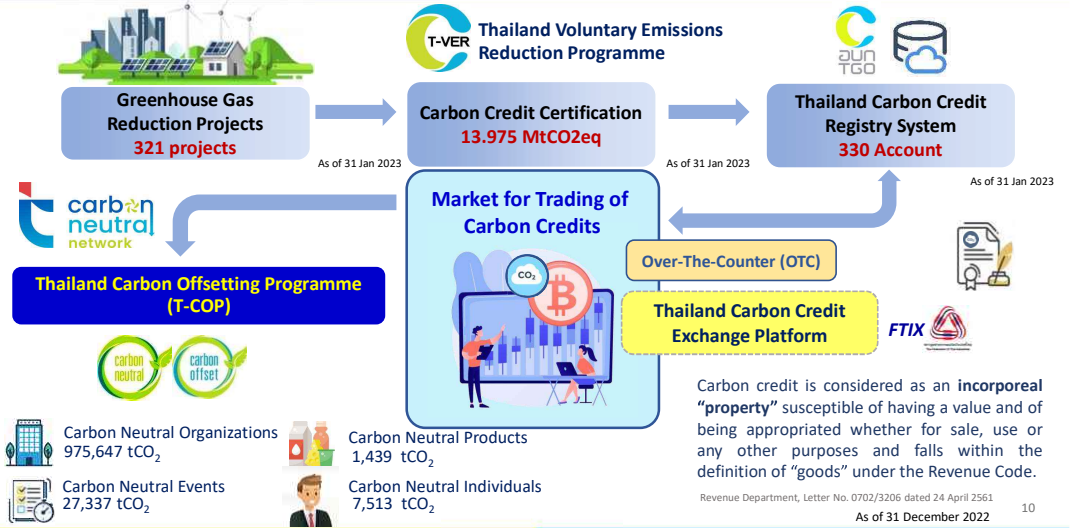 T-VER
Thailand Voluntary Emissions
Reduction Programme
TGO
Greenhouse Gas
Reduction Projects
321 projects
As of 31 Jan 2023
Carbon Credit Certification
13.975 MtCO2eq
As of 31 Jan 2023
Thailand Carbon Credit
Registry System
330 Account
As of 31 Jan 2023
carbon
neutral
network
Thailand Carbon Offsetting Programme
(T-COP)
carbon
neutral
carbon
offset
Market for Trading of
Carbon Credits
CO₂
Over-The-Counter (OTC)
Thailand Carbon Credit
Exchange Platform
FTIX
Carbon Neutral Organizations
975,647 tCO₂
Carbon Neutral Products
1,439 tCO₂
Carbon Neutral Events
27,337 tCO₂
Carbon Neutral Individuals
7,513 tCO₂
Carbon credit is considered as an incorporeal
“property” susceptible of having a value and of
being appropriated whether for sale, use or
any other purposes and falls within the
definition of “goods” under the Revenue Code.
Revenue Department, Letter No. 0702/3206 dated 24 April 2561
As of 31 December 2022
10